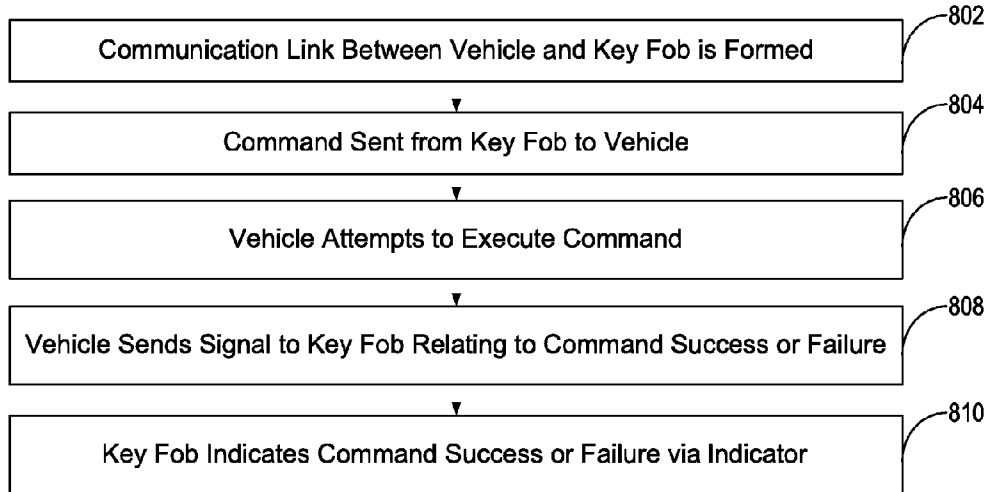 802
Communication Link Between Vehicle and Key Fob is Formed
804
Command Sent from Key Fob to Vehicle
806
Vehicle Attempts to Execute Command
808
Vehicle Sends Signal to Key Fob Relating to Command Success or Failure
810
Key Fob Indicates Command Success or Failure via Indicator